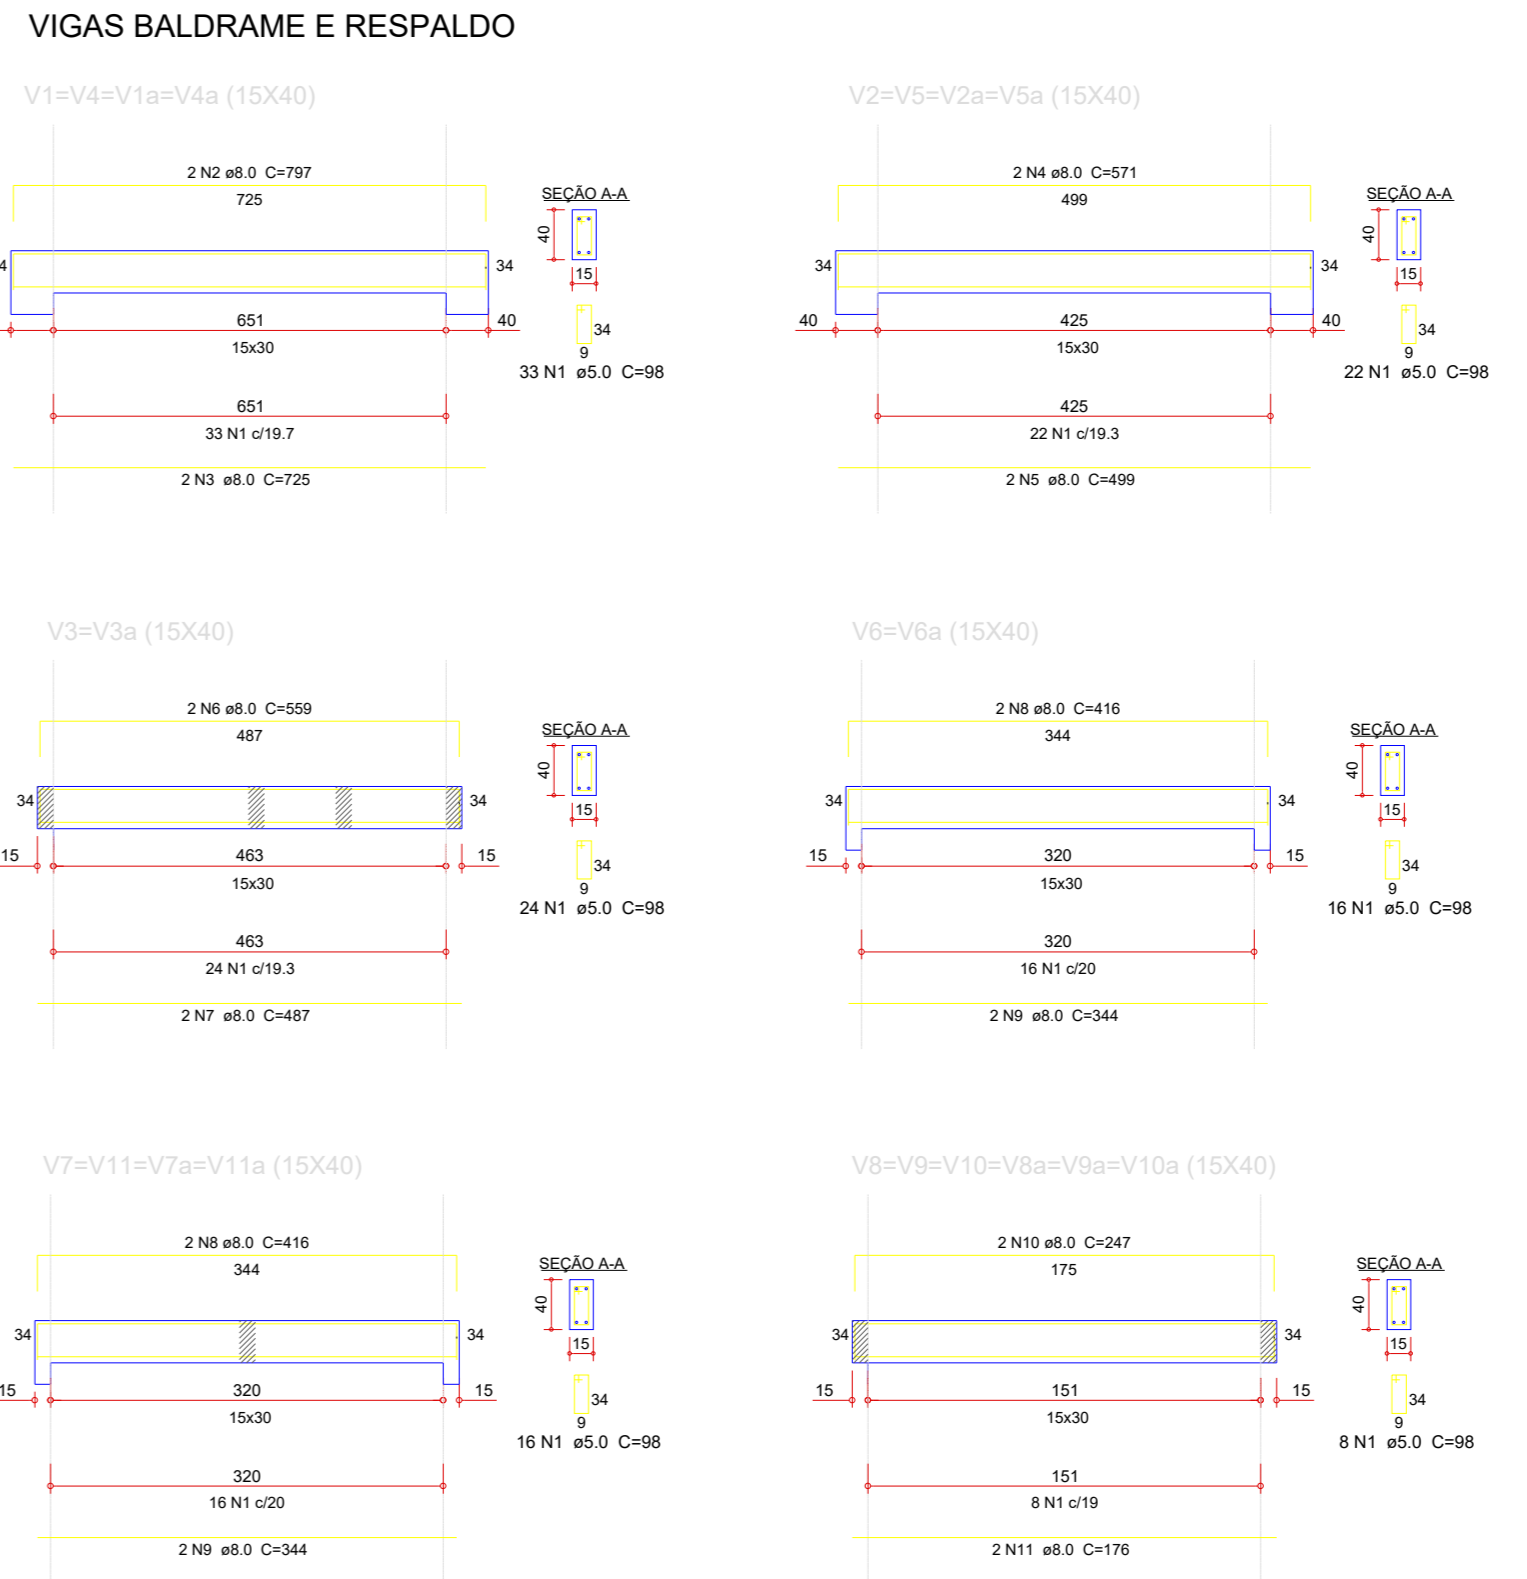 VIGAS BALDRAME E RESPALDO
V1=V4=V1a=V4a (15X40)
2 N2 ø8.0 C=797
725
SEÇÃO A-A
40
15
34
9
33 N1 ø5.0 C=98
4
34
651
40
15x30
651
33 N1 c/19.7
2 N3 ø8.0 C=725
V2=V5=V2a=V5a (15X40)
2 N4 ø8.0 C=571
499
SEÇÃO A-A
40
15
34
9
22 N1 ø5.0 C=98
34
34
40
425
40
15x30
425
22 N1 c/19.3
2 N5 ø8.0 C=499
V3=V3a (15X40)
2 N6 ø8.0 C=559
487
SEÇÃO A-A
40
15
34
9
24 N1 ø5.0 C=98
34
34
15
463
15
15x30
463
24 N1 c/19.3
2 N7 ø8.0 C=487
V6=V6a (15X40)
2 N8 ø8.0 C=416
344
SEÇÃO A-A
40
15
34
9
16 N1 ø5.0 C=98
34
34
15
320
15
15x30
320
16 N1 c/20
2 N9 ø8.0 C=344
V7=V11=V7a=V11a (15X40)
2 N8 ø8.0 C=416
344
SEÇÃO A-A
40
15
34
9
16 N1 ø5.0 C=98
34
34
15
320
15
15x30
320
16 N1 c/20
2 N9 ø8.0 C=344
V8=V9=V10=V8a=V9a=V10a (15X40)
2 N10 ø8.0 C=247
175
SEÇÃO A-A
40
15
34
9
8 N1 ø5.0 C=98
34
34
15
151
15
15x30
151
8 N1 c/19
2 N11 ø8.0 C=176